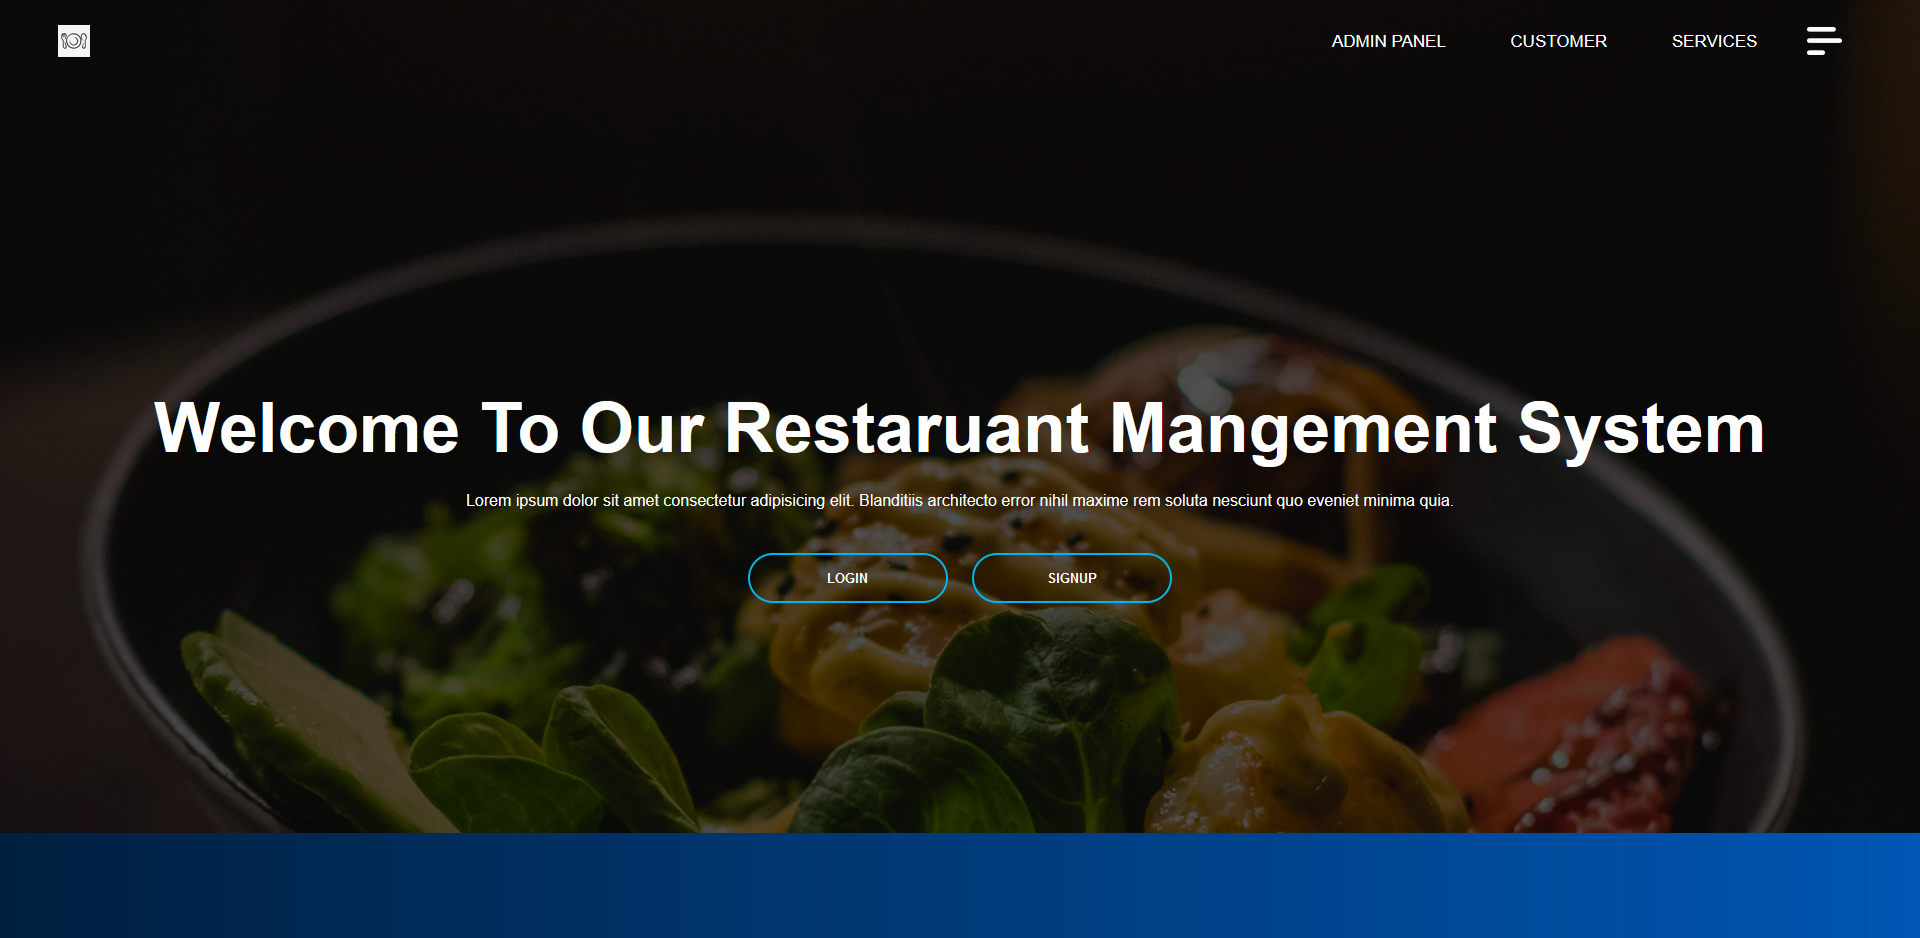 ADMIN PANEL
CUSTOMER
SERVICES
Welcome To Our Restaruant Mangement System
Lorem ipsum dolor sit amet consectetur adipisicing elit. Blanditiis architecto error nihil maxime rem soluta nesciunt quo eveniet minima quia.
LOGIN
SIGNUP